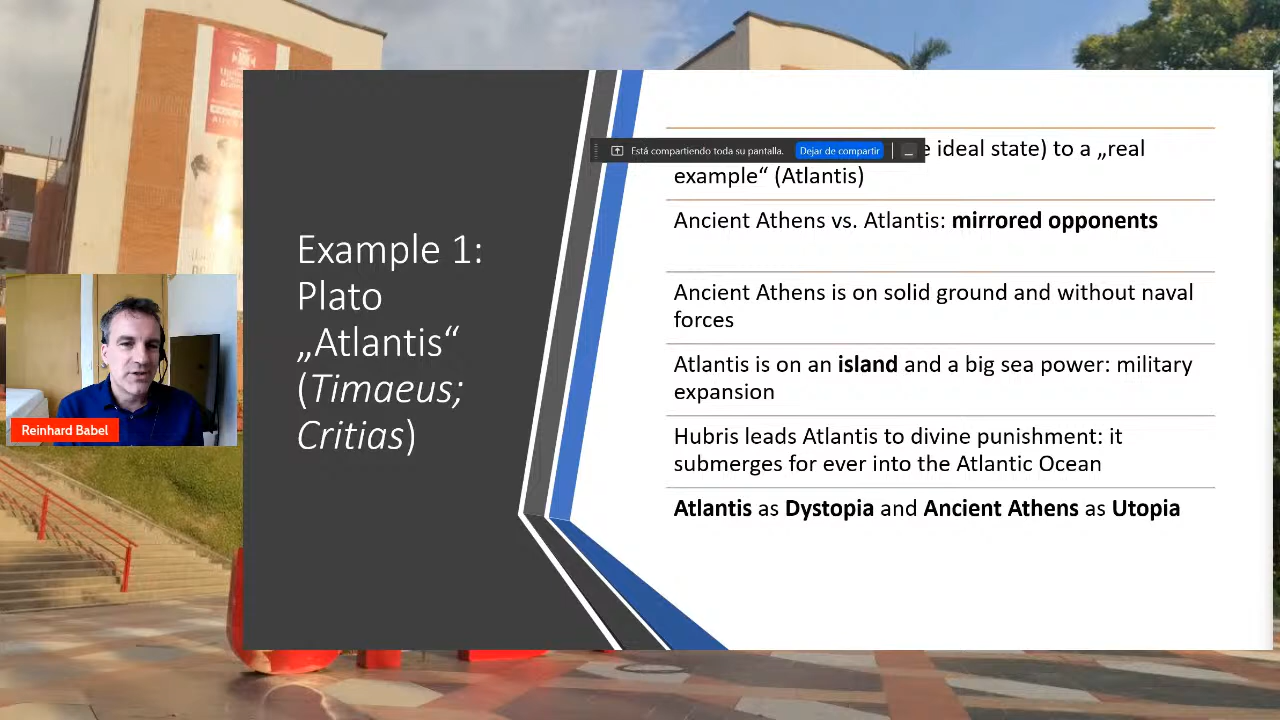 Example 1:
Plato
„Atlantis“
(Timaeus;
Critias)
Está compartiendo toda su pantalla. Dejar de compartir
e ideal state) to a „real
example“ (Atlantis)
Ancient Athens vs. Atlantis: mirrored opponents
Ancient Athens is on solid ground and without naval
forces
Atlantis is on an island and a big sea power: military
expansion
Hubris leads Atlantis to divine punishment: it
submerges for ever into the Atlantic Ocean
Atlantis as Dystopia and Ancient Athens as Utopia
Reinhard Babel